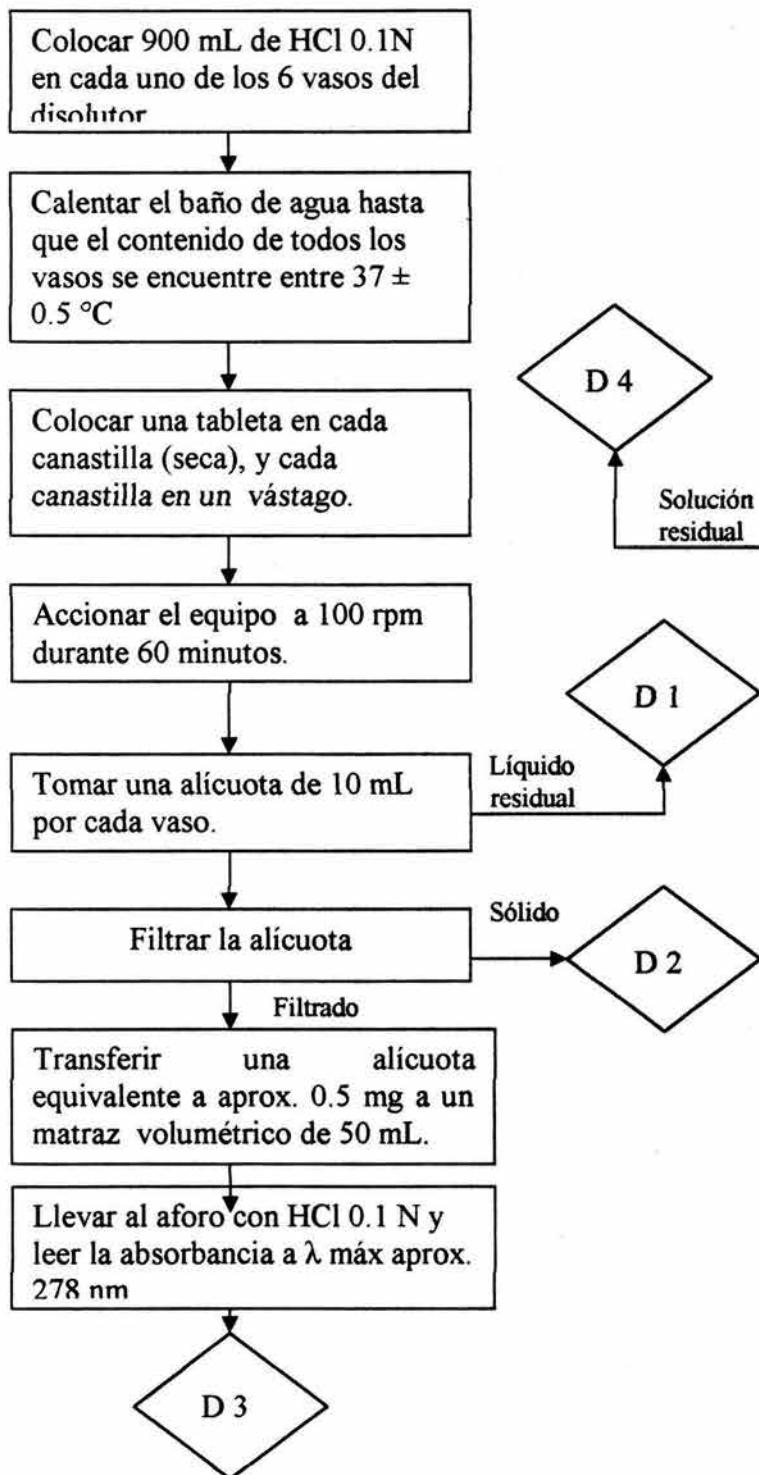 Colocar 900 mL de HCl 0.1N
en cada uno de los 6 vasos del
disolutor
Calentar el baño de agua hasta
que el contenido de todos los
vasos se encuentre entre 37 ±
0.5 °C
Colocar una tableta en cada
canastilla (seca), y cada
canastilla en un vástago.
D 4
Solución
residual
Accionar el equipo a 100 rpm
durante 60 minutos.
D 1
Tomar una alícuota de 10 mL
por cada vaso.
Líquido
residual
Filtrar la alícuota
Sólido
D 2
Filtrado
Transferir una alícuota
equivalente a aprox. 0.5 mg a un
matraz volumétrico de 50 mL.
Llevar al aforo con HCl 0.1 N y
leer la absorbancia a λ máx aprox.
278 nm
D 3